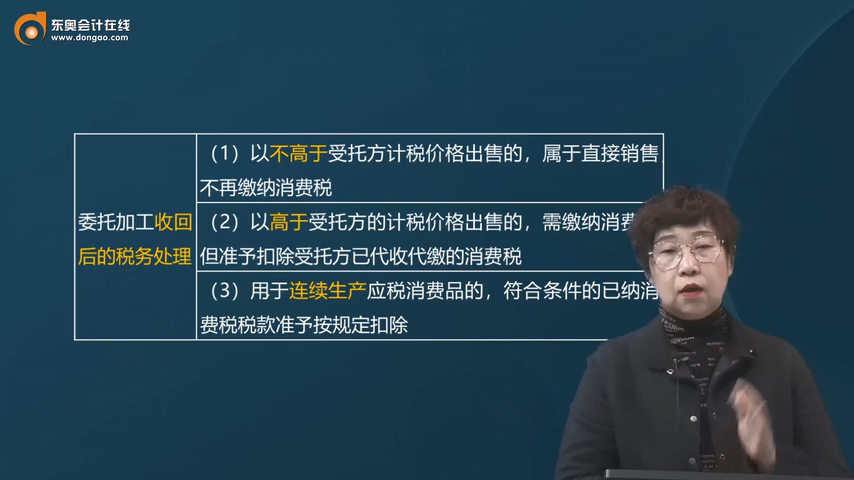 东奥会计在线
www.dongao.com
（1）以不高于受托方计税价格出售的，属于直接销售，
不再缴纳消费税
委托加工收回
后的税务处理
（2）以高于受托方的计税价格出售的，需缴纳消费
但准予扣除受托方已代收代缴的消费税
（3）用于连续生产应税消费品的，符合条件的已纳消
费税税款准予按规定扣除